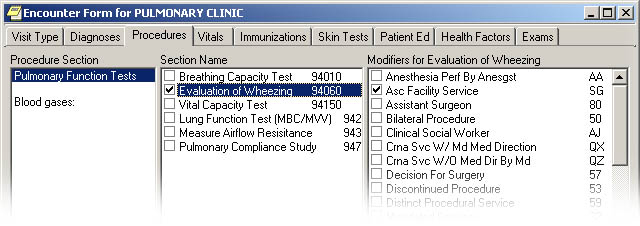 Encounter Form for PULMONARY CLINIC
Visit Type Diagnoses Procedures Vitals Immunizations Skin Tests Patient Ed Health Factors Exams
Procedure Section
Pulmonary Function Tests
Blood gases:
Section Name
Breathing Capacity Test 94010
Evaluation of Wheezing 94060
Vital Capacity Test 94150
Lung Function Test (MBC/MVV) 942
Measure Airflow Resisitance 943
Pulmonary Compliance Study 947
Modifiers for Evaluation of Wheezing
Anesthesia Perf By Anesgst AA
Asc Facility Service SG
Assistant Surgeon 80
Bilateral Procedure 50
Clinical Social Worker AJ
Crna Svc W/ Md Med Direction QX
Crna Svc W/O Med Dir By Md QZ
Decision For Surgery 57
Discontinued Procedure 53
Distinct Procedural Service 59